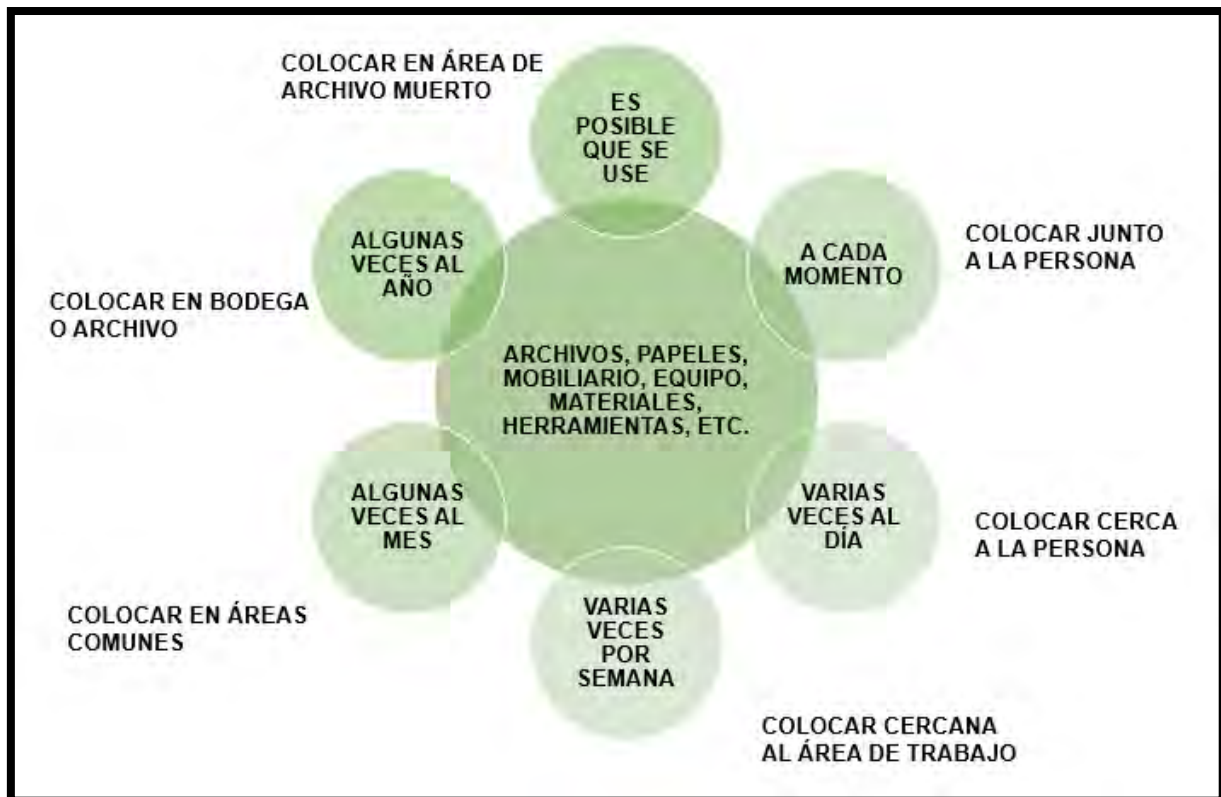 COLOCAR EN ÁREA DE
ARCHIVO MUERTO
ES
POSIBLE
QUE SE
USE
ALGUNAS
VECES AL
AÑO
A CADA
MOMENTO
COLOCAR JUNTO
A LA PERSONA
COLOCAR EN BODEGA
O ARCHIVO
ARCHIVOS, PAPELES,
MOBILIARIO, EQUIPO,
MATERIALES,
HERRAMIENTAS, ETC.
ALGUNAS
VECES AL
MES
VARIAS
VECES AL
DÍA
COLOCAR CERCA
A LA PERSONA
COLOCAR EN ÁREAS
COMUNES
VARIAS
VECES
POR
SEMANA
COLOCAR CERCANA
AL ÁREA DE TRABAJO